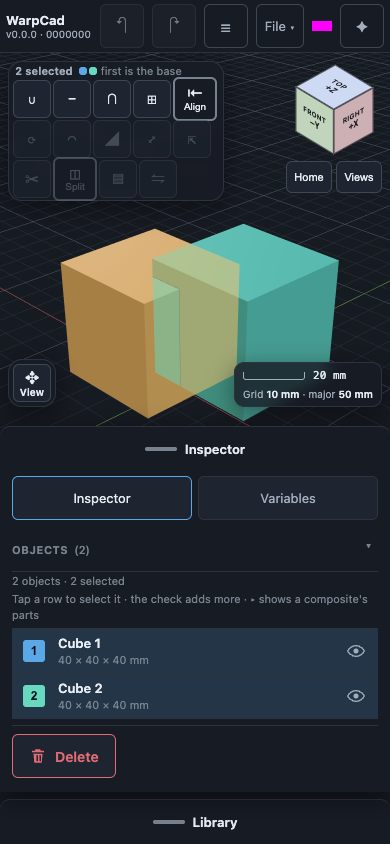 WarpCad
v0.0.0 · 0000000
File ▾
2 selected first is the base
Align
Split
TOP
+Z
FRONT
−Y
RIGHT
+X
Home
Views
View
20 mm
Grid 10 mm · major 50 mm
Inspector
Inspector
Variables
OBJECTS (2)
2 objects · 2 selected
Tap a row to select it · the check adds more · ▸ shows a composite's
parts
1
Cube 1
40 × 40 × 40 mm
2
Cube 2
40 × 40 × 40 mm
Delete
Library